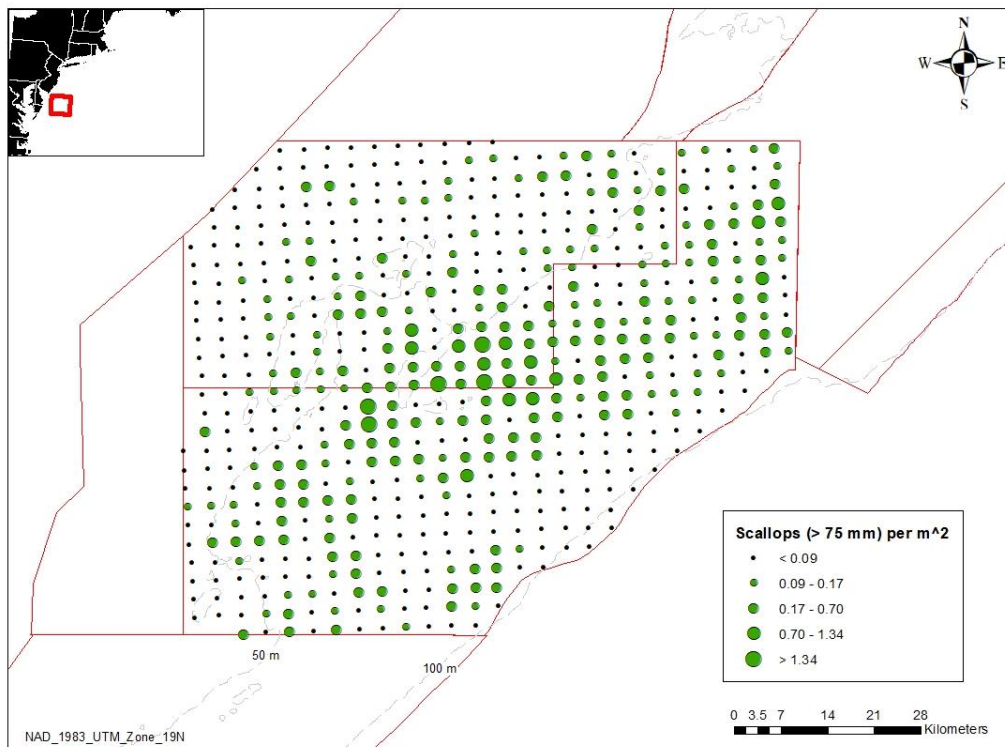 N
W E
S
50 m
100 m
Scallops (> 75 mm) per m^2
< 0.09
0.09 - 0.17
0.17 - 0.70
0.70 - 1.34
> 1.34
0 3.5 7 14 21 28
Kilometers
NAD_1983_UTM_Zone_19N